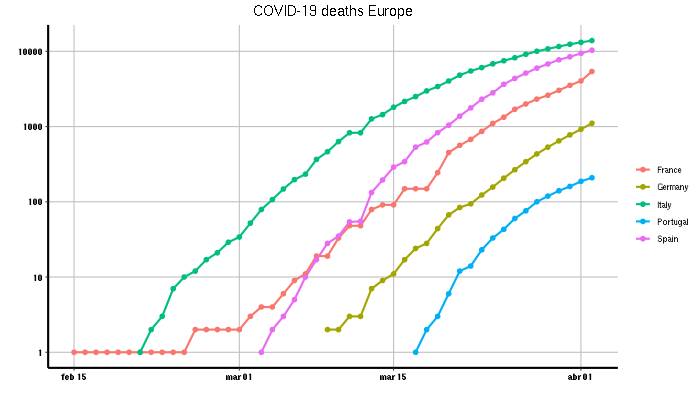 COVID-19 deaths Europe
10000
1000
100
10
1
feb 15
mar 01
mar 15
abr 01
France
Germany
Italy
Portugal
Spain